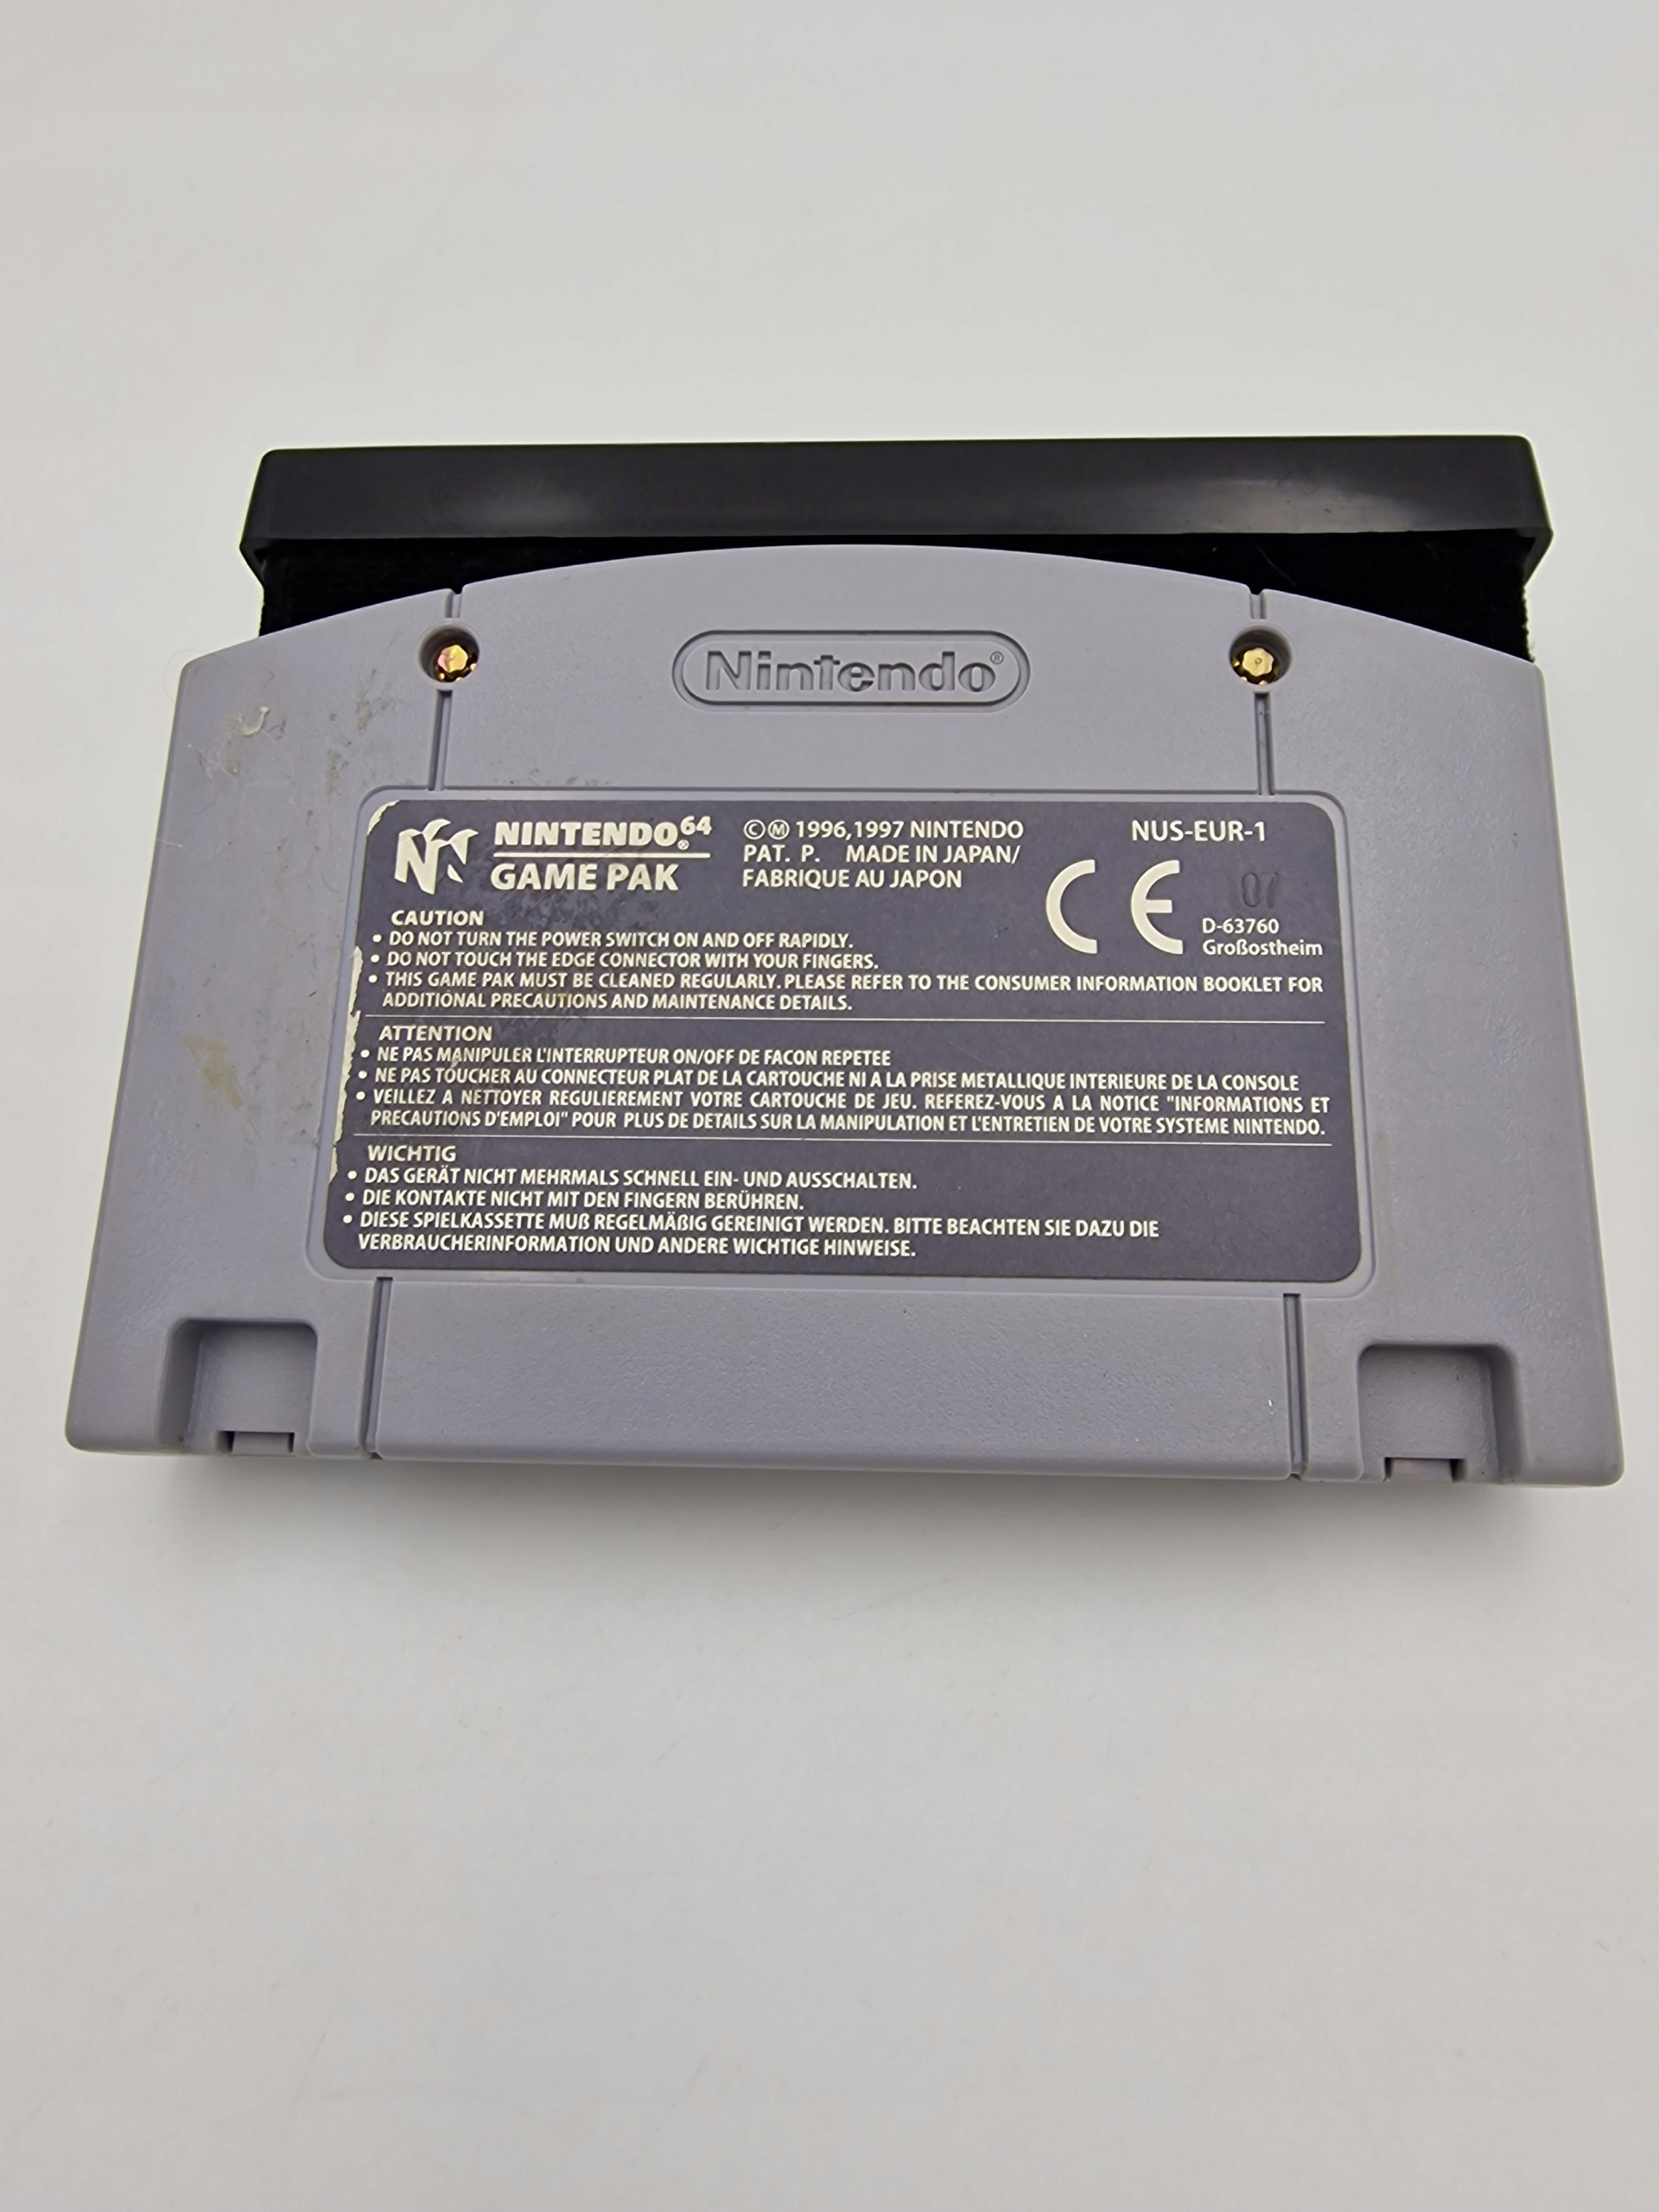 Nintendo®
NINTENDO64®
GAME PAK
©Ⓜ 1996,1997 NINTENDO
PAT. P. MADE IN JAPAN/
FABRIQUE AU JAPON
NUS-EUR-1
CE
07
D-63760
Großostheim
CAUTION
• DO NOT TURN THE POWER SWITCH ON AND OFF RAPIDLY.
• DO NOT TOUCH THE EDGE CONNECTOR WITH YOUR FINGERS.
• THIS GAME PAK MUST BE CLEANED REGULARLY. PLEASE REFER TO THE CONSUMER INFORMATION BOOKLET FOR
ADDITIONAL PRECAUTIONS AND MAINTENANCE DETAILS.
ATTENTION
• NE PAS MANIPULER L'INTERRUPTEUR ON/OFF DE FACON REPETEE
• NE PAS TOUCHER AU CONNECTEUR PLAT DE LA CARTOUCHE NI A LA PRISE METALLIQUE INTERIEURE DE LA CONSOLE
• VEILLEZ A NETTOYER REGULIEREMENT VOTRE CARTOUCHE DE JEU. REFEREZ-VOUS A LA NOTICE "INFORMATIONS ET
PRECAUTIONS D'EMPLOI" POUR PLUS DE DETAILS SUR LA MANIPULATION ET L'ENTRETIEN DE VOTRE SYSTEME NINTENDO.
WICHTIG
• DAS GERÄT NICHT MEHRMALS SCHNELL EIN- UND AUSSCHALTEN.
• DIE KONTAKTE NICHT MIT DEN FINGERN BERÜHREN.
• DIESE SPIELKASSETTE MUß REGELMÄßIG GEREINIGT WERDEN. BITTE BEACHTEN SIE DAZU DIE
VERBRAUCHERINFORMATION UND ANDERE WICHTIGE HINWEISE.